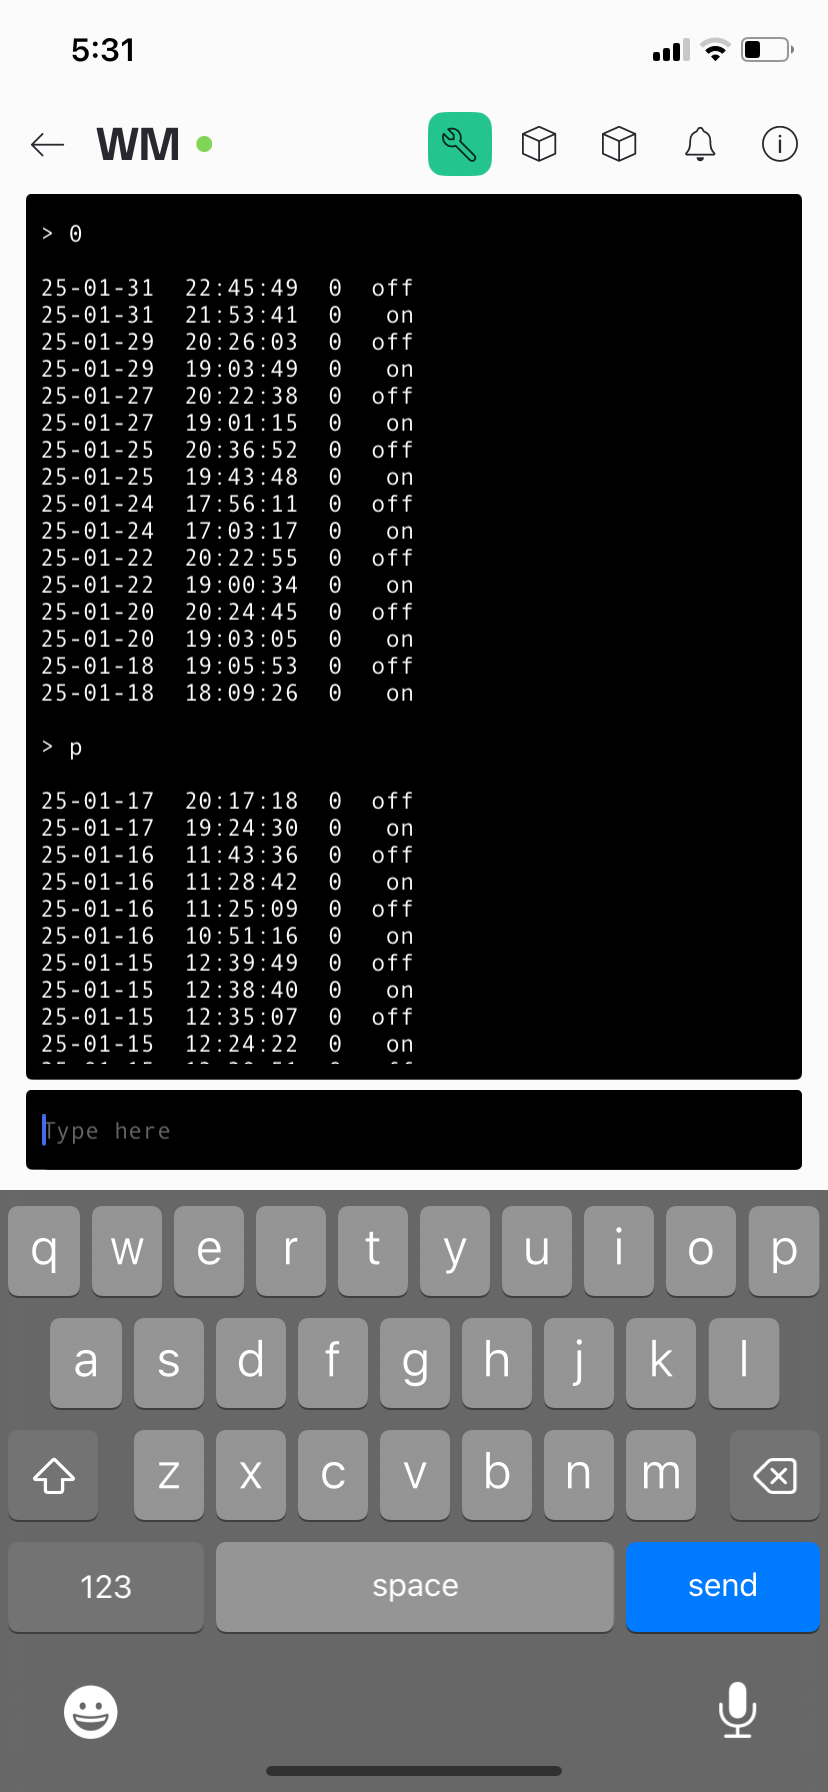 5:31
WM
> 0
25-01-31 22:45:49 0 off
25-01-31 21:53:41 0 on
25-01-29 20:26:03 0 off
25-01-29 19:03:49 0 on
25-01-27 20:22:38 0 off
25-01-27 19:01:15 0 on
25-01-25 20:36:52 0 off
25-01-25 19:43:48 0 on
25-01-24 17:56:11 0 off
25-01-24 17:03:17 0 on
25-01-22 20:22:55 0 off
25-01-22 19:00:34 0 on
25-01-20 20:24:45 0 off
25-01-20 19:03:05 0 on
25-01-18 19:05:53 0 off
25-01-18 18:09:26 0 on
> p
25-01-17 20:17:18 0 off
25-01-17 19:24:30 0 on
25-01-16 11:43:36 0 off
25-01-16 11:28:42 0 on
25-01-16 11:25:09 0 off
25-01-16 10:51:16 0 on
25-01-15 12:39:49 0 off
25-01-15 12:38:40 0 on
25-01-15 12:35:07 0 off
25-01-15 12:24:22 0 on
Type here
q w e r t y u i o p
a s d f g h j k l
z x c v b n m
123 space send